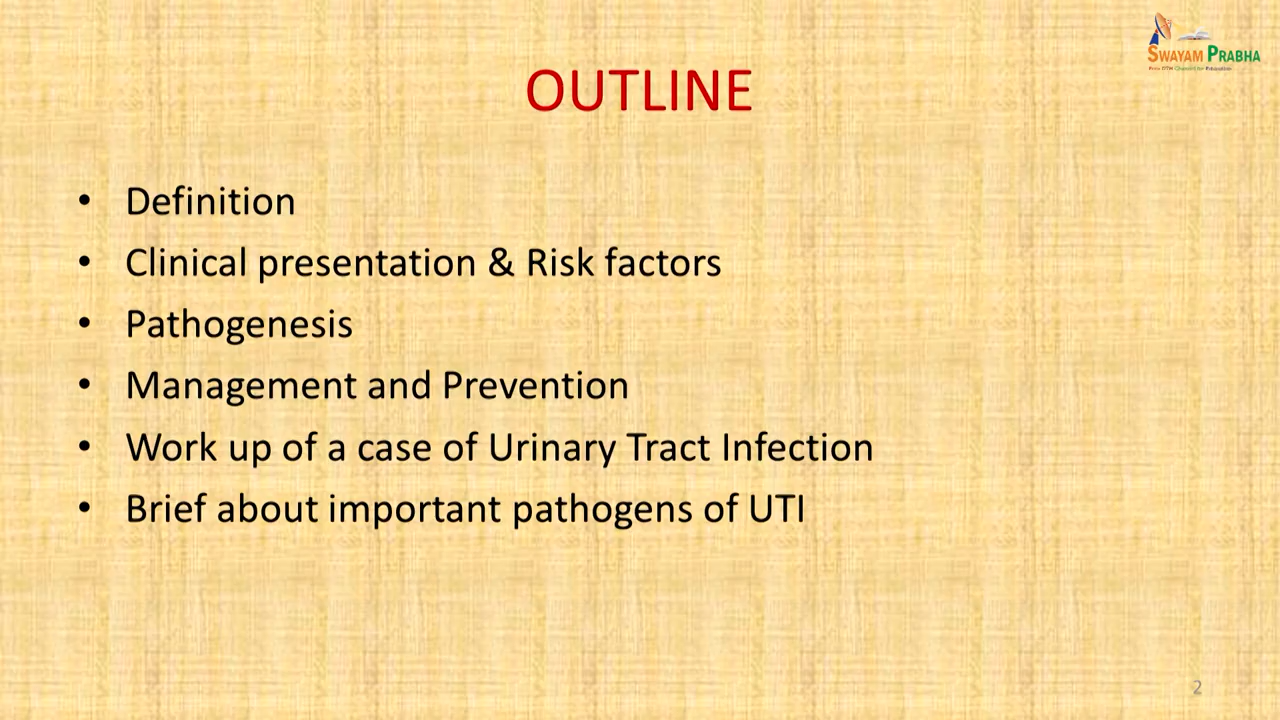 SWAYAM PRABHA
OUTLINE
• Definition
• Clinical presentation & Risk factors
• Pathogenesis
• Management and Prevention
• Work up of a case of Urinary Tract Infection
• Brief about important pathogens of UTI
2